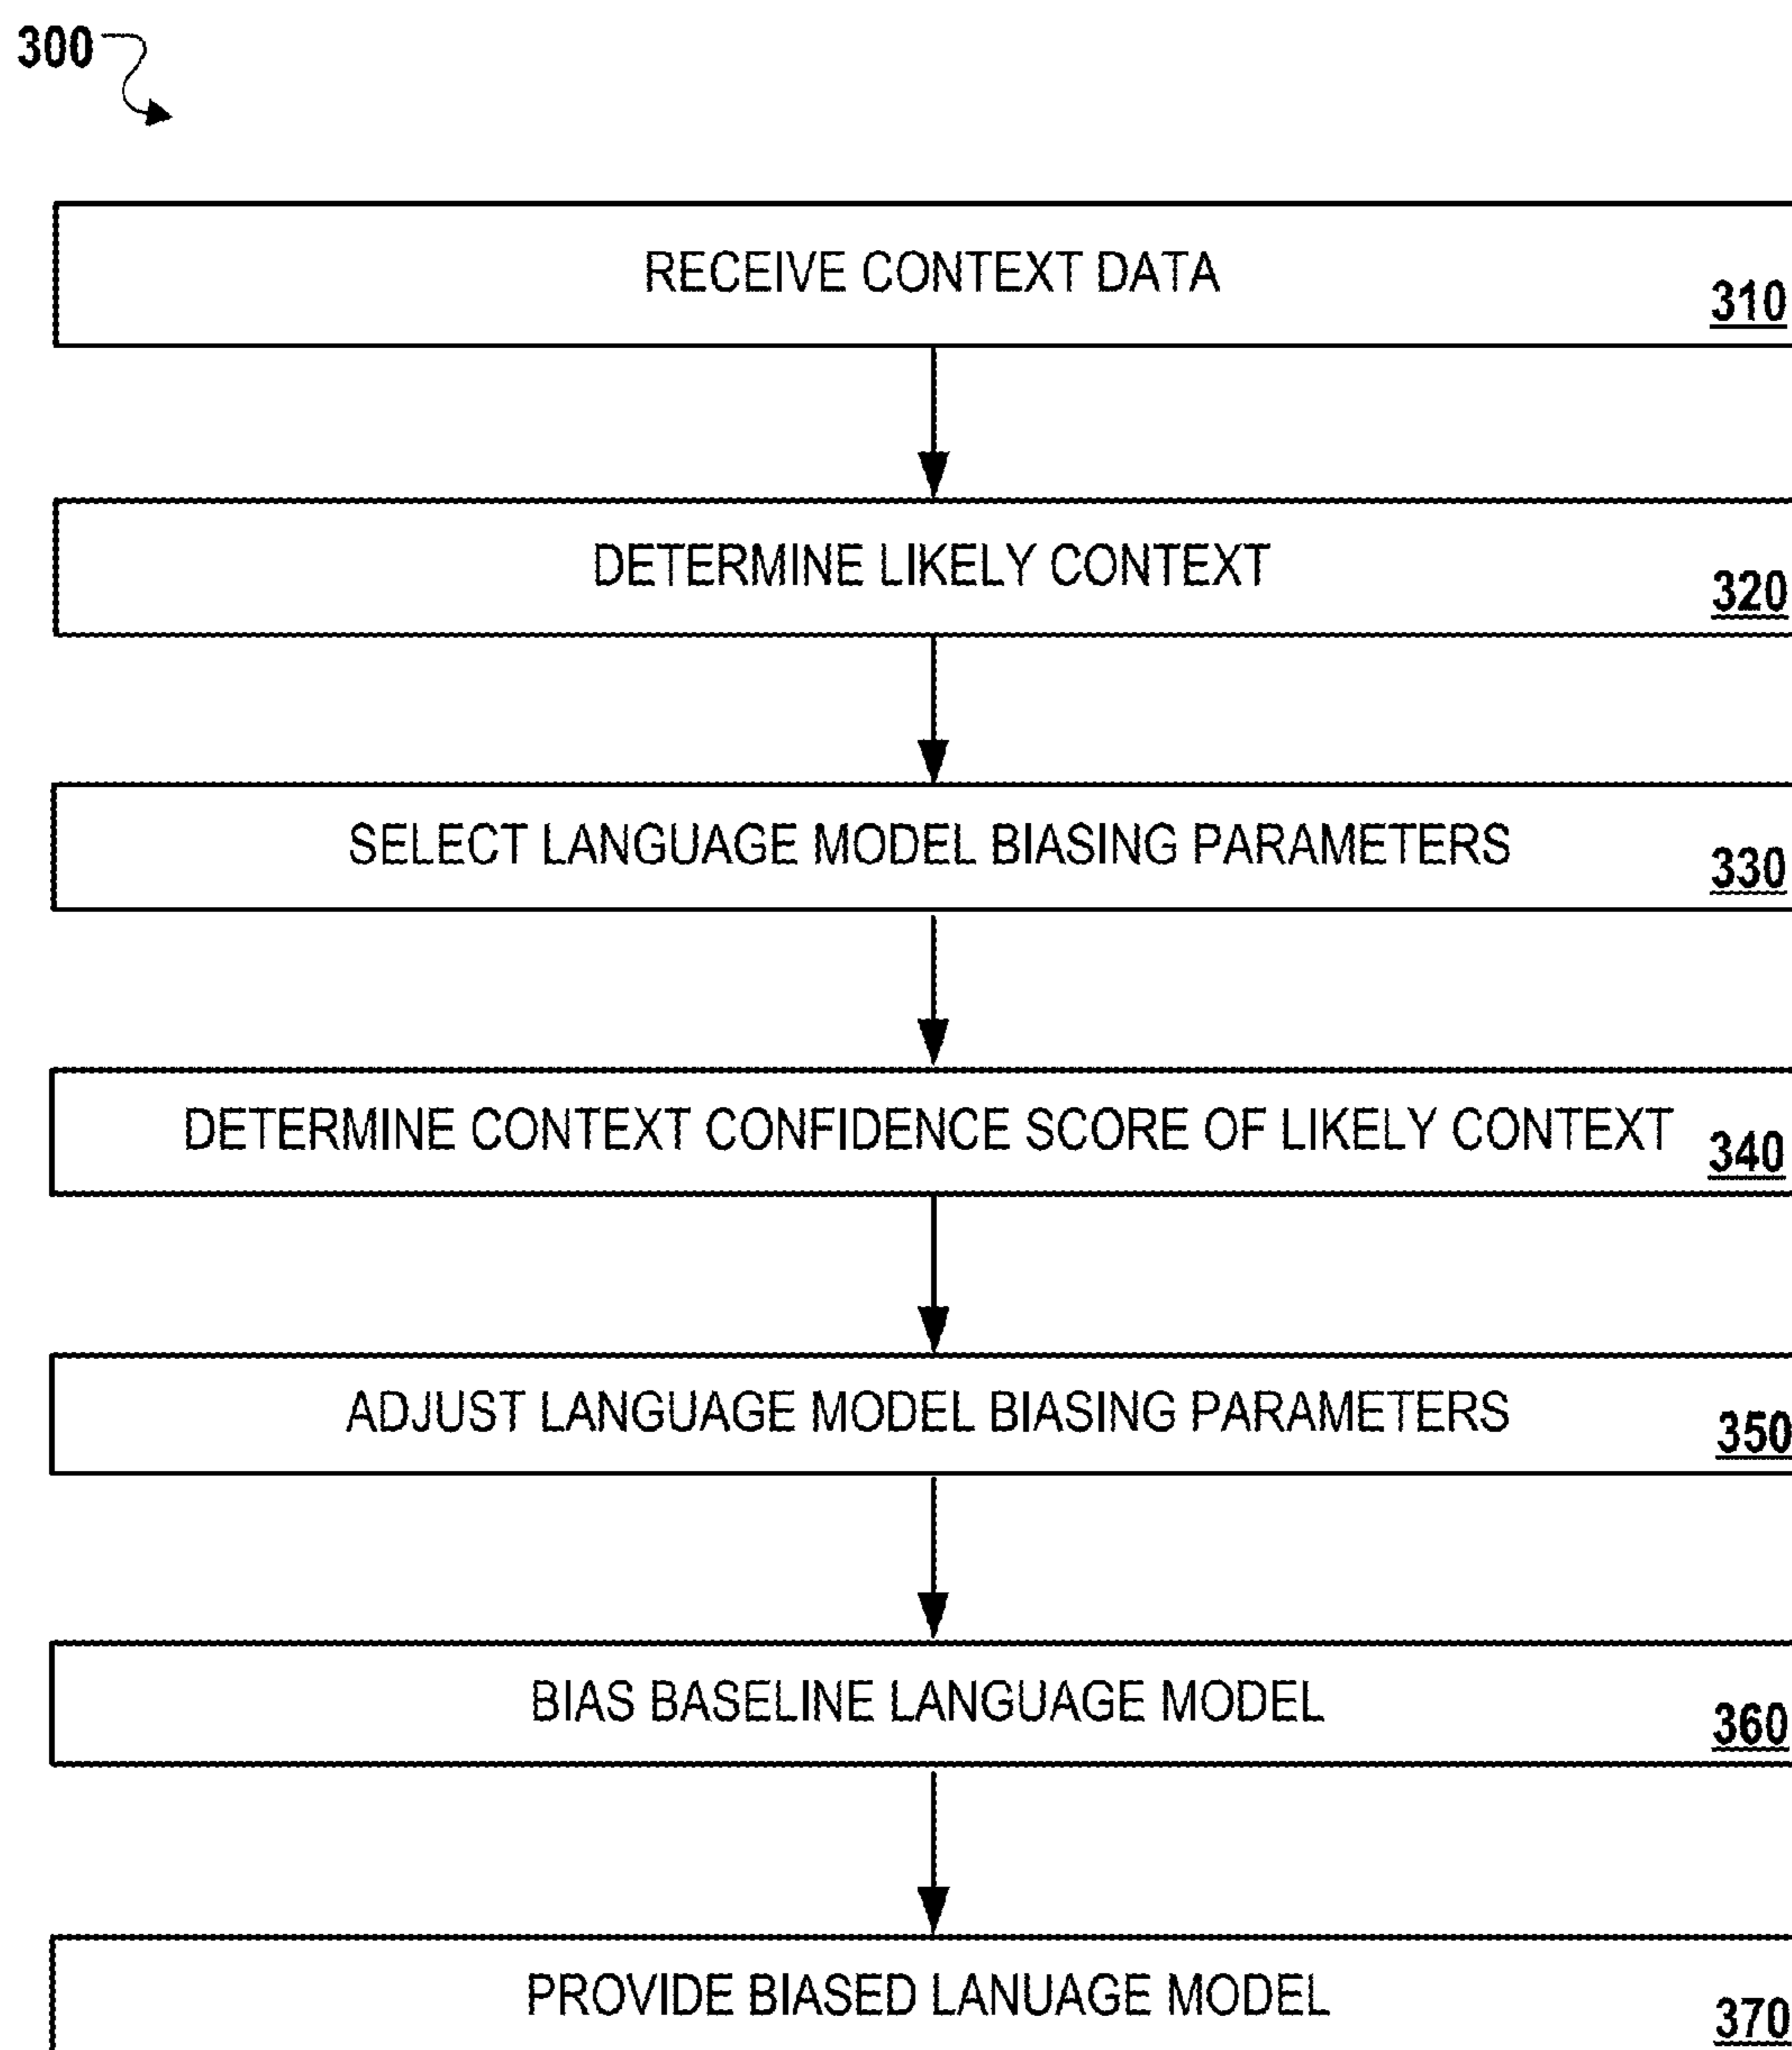 300
RECEIVE CONTEXT DATA
310
DETERMINE LIKELY CONTEXT
320
SELECT LANGUAGE MODEL BIASING PARAMETERS
330
DETERMINE CONTEXT CONFIDENCE SCORE OF LIKELY CONTEXT
340
ADJUST LANGUAGE MODEL BIASING PARAMETERS
350
BIAS BASELINE LANGUAGE MODEL
360
PROVIDE BIASED LANUAGE MODEL
370